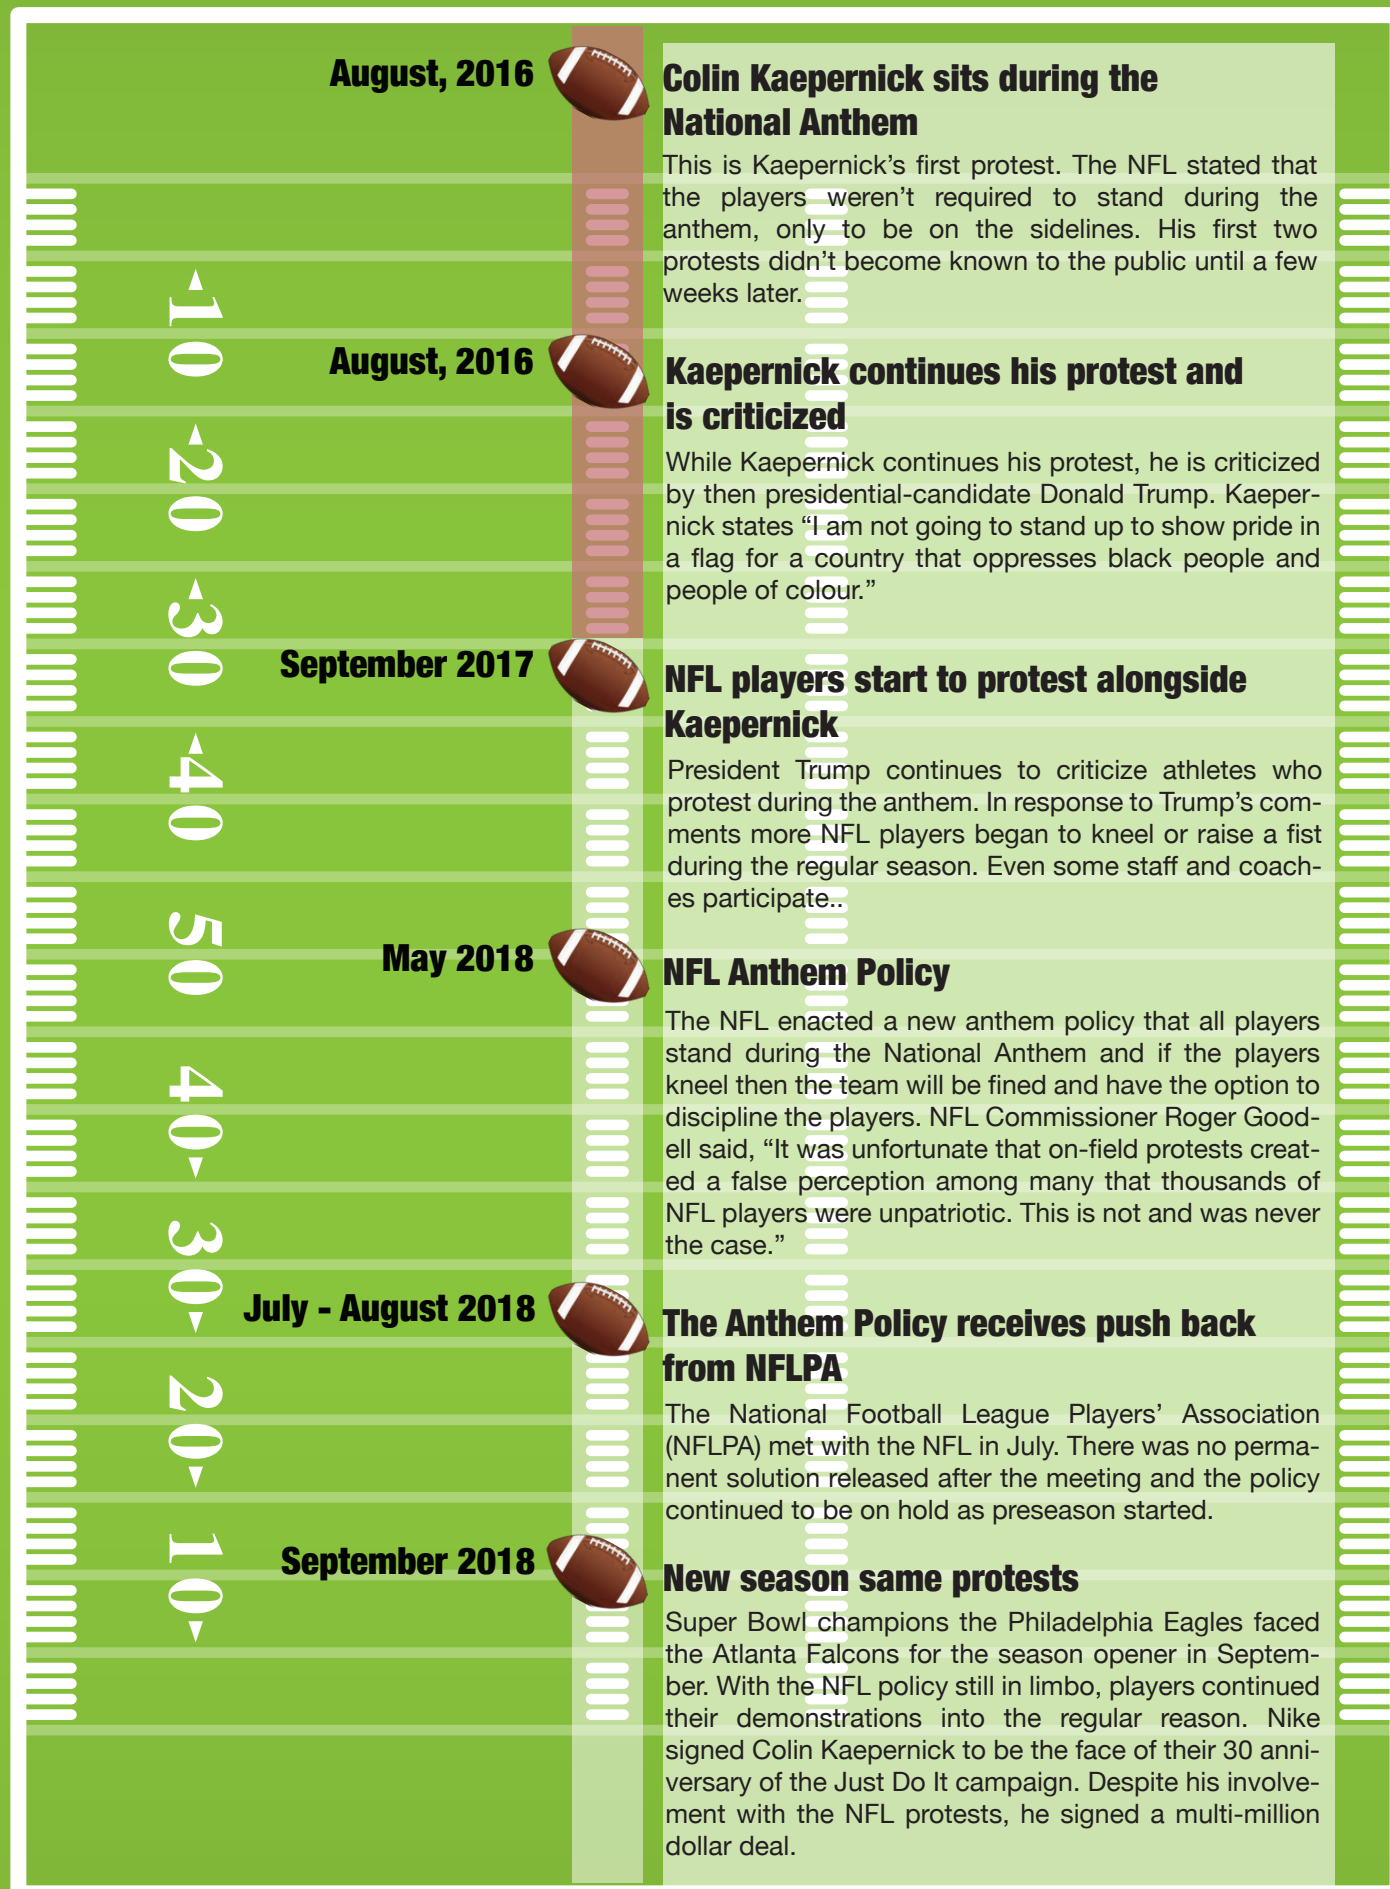 August, 2016
Colin Kaepernick sits during the
National Anthem
This is Kaepernick's first protest. The NFL stated that
the players weren't required to stand during the
anthem, only to be on the sidelines. His first two
protests didn't become known to the public until a few
weeks later.
August, 2016
Kaepernick continues his protest and
is criticized
While Kaepernick continues his protest, he is criticized
by then presidential-candidate Donald Trump. Kaeper-
nick states “I am not going to stand up to show pride in
a flag for a country that oppresses black people and
people of colour.”
September 2017
NFL players start to protest alongside
Kaepernick
President Trump continues to criticize athletes who
protest during the anthem. In response to Trump's com-
ments more NFL players began to kneel or raise a fist
during the regular season. Even some staff and coach-
es participate..
May 2018
NFL Anthem Policy
The NFL enacted a new anthem policy that all players
stand during the National Anthem and if the players
kneel then the team will be fined and have the option to
discipline the players. NFL Commissioner Roger Good-
ell said, “It was unfortunate that on-field protests creat-
ed a false perception among many that thousands of
NFL players were unpatriotic. This is not and was never
the case.”
July - August 2018
The Anthem Policy receives push back
from NFLPA
The National Football League Players' Association
(NFLPA) met with the NFL in July. There was no perma-
nent solution released after the meeting and the policy
continued to be on hold as preseason started.
September 2018
New season same protests
Super Bowl champions the Philadelphia Eagles faced
the Atlanta Falcons for the season opener in Septem-
ber. With the NFL policy still in limbo, players continued
their demonstrations into the regular reason. Nike
signed Colin Kaepernick to be the face of their 30 anni-
versary of the Just Do It campaign. Despite his involve-
ment with the NFL protests, he signed a multi-million
dollar deal.
10
20
30
40
50
40
30
20
10